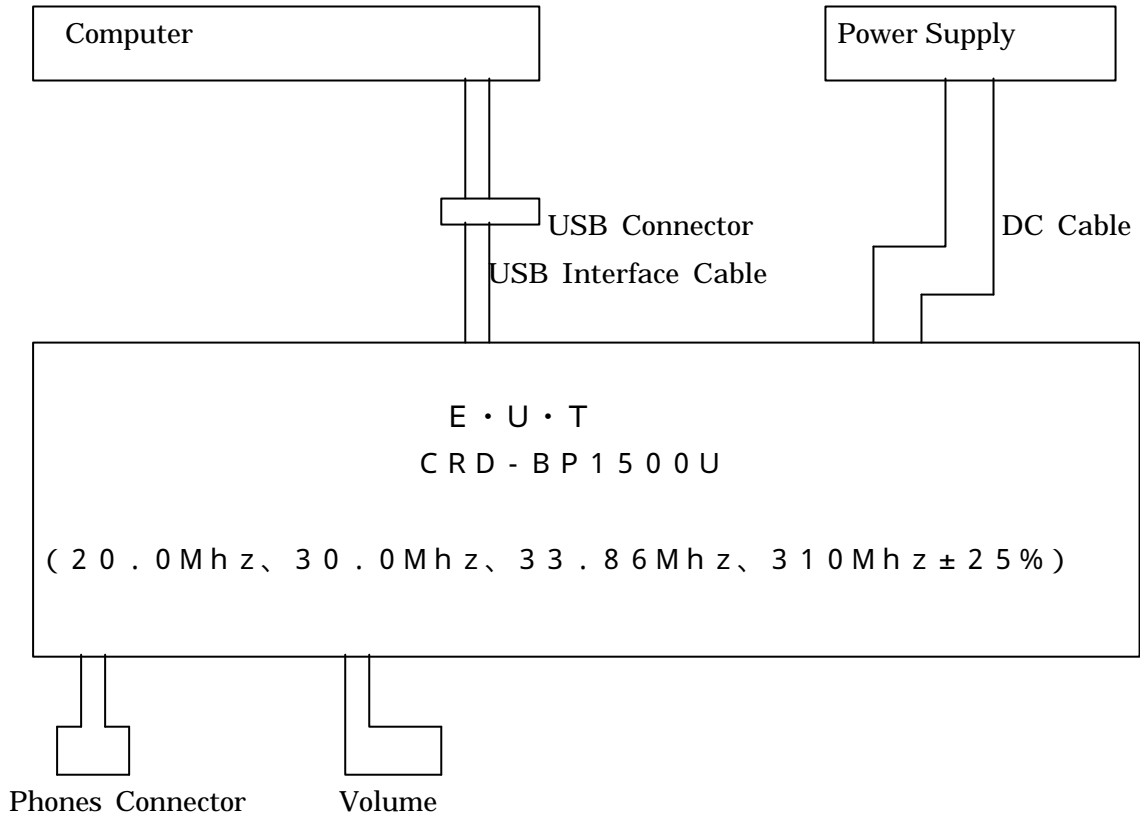 Computer
Power Supply
USB Connector
DC Cable
USB Interface Cable
E・U・T
CRD-BP1500U
(20.0Mhz、30.0Mhz、33.86Mhz、310Mhz±25%)
Phones Connector
Volume